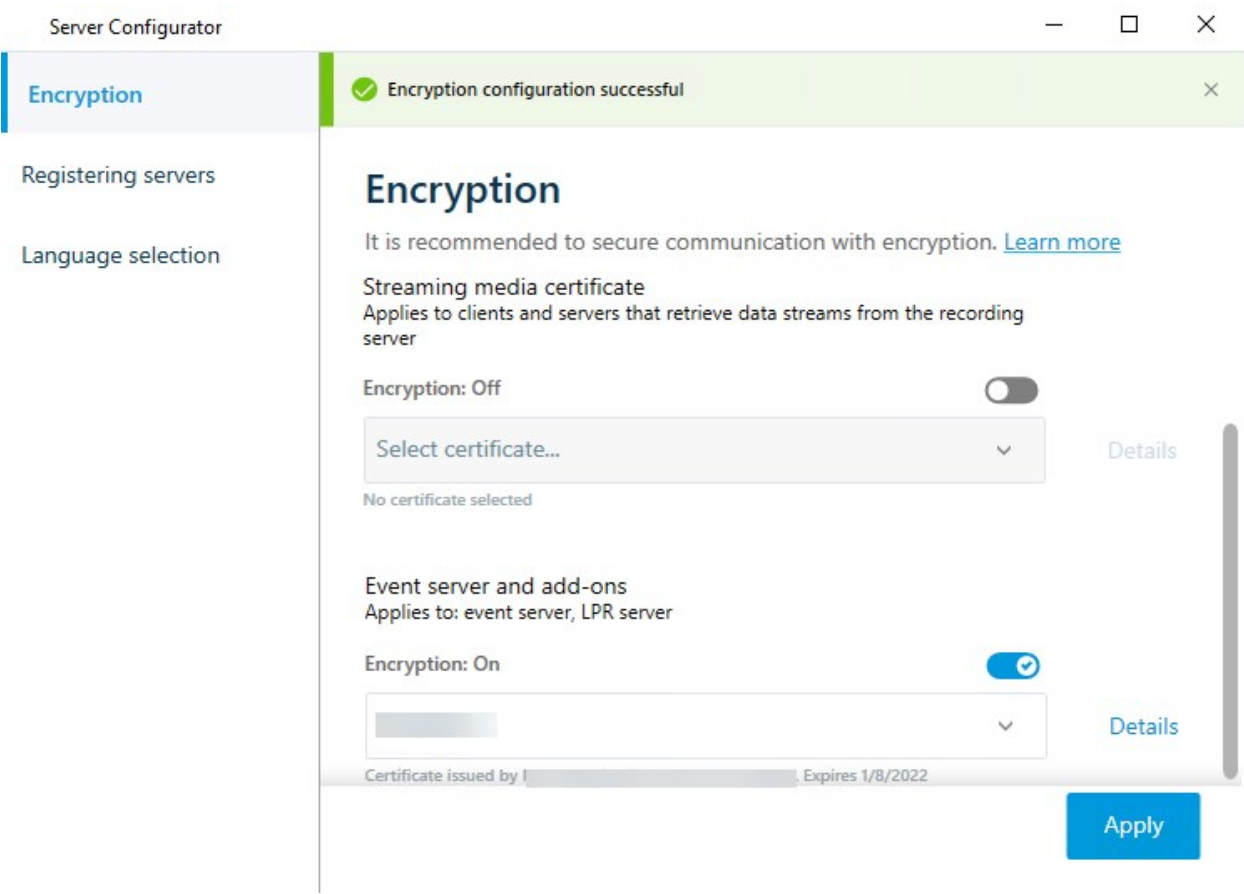 Server Configurator
Encryption
Registering servers
Language selection
Encryption configuration successful
Encryption
It is recommended to secure communication with encryption. Learn more
Streaming media certificate
Applies to clients and servers that retrieve data streams from the recording
server
Encryption: Off
Select certificate...
Details
No certificate selected
Event server and add-ons
Applies to: event server, LPR server
Encryption: On
Details
Certificate issued by . Expires 1/8/2022
Apply